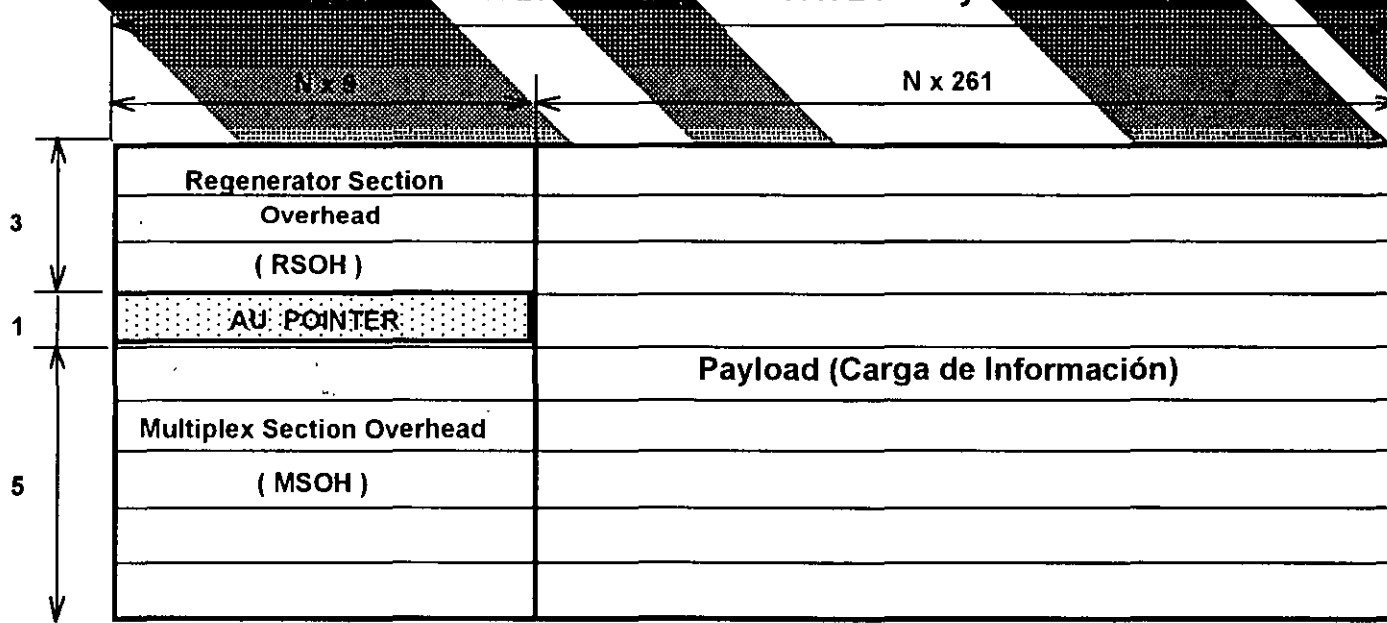 N x 9
N x 261
3
Regenerator Section
Overhead
( RSOH )
1
AU POINTER
Payload (Carga de Información)
Multiplex Section Overhead
5
( MSOH )